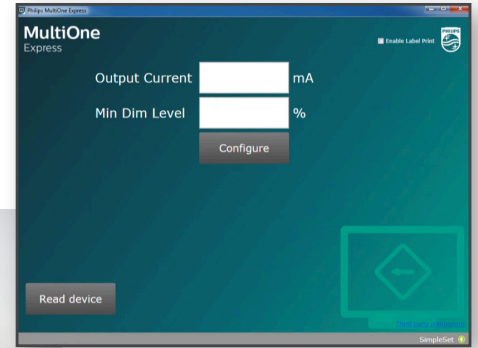 Philips MultiOne Express
MultiOne
Express
Enable Label Print
PHILIPS
Output Current mA
Min Dim Level %
Configure
Read device
SimpleSet